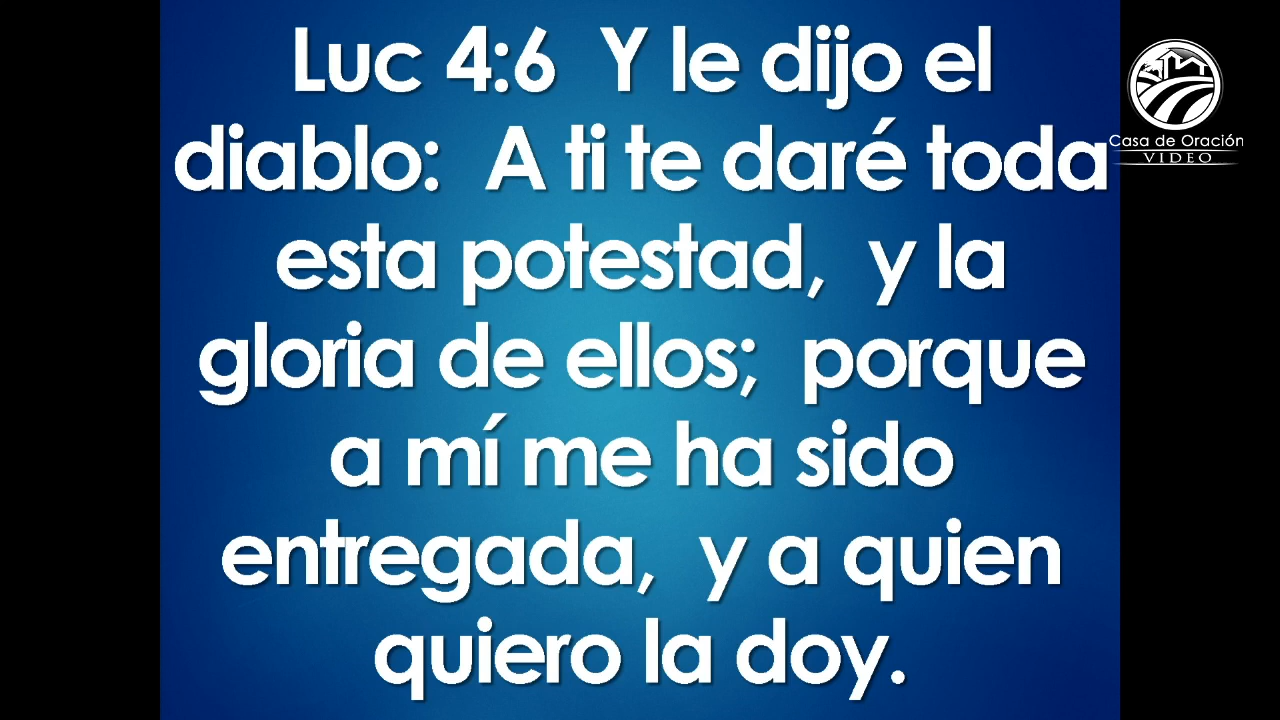 Luc 4:6  Y le dijo el
diablo:  A ti te daré toda
esta potestad,  y la
gloria de ellos;  porque
a mí me ha sido
entregada,  y a quien
quiero la doy.
Casa de Oración
VIDEO